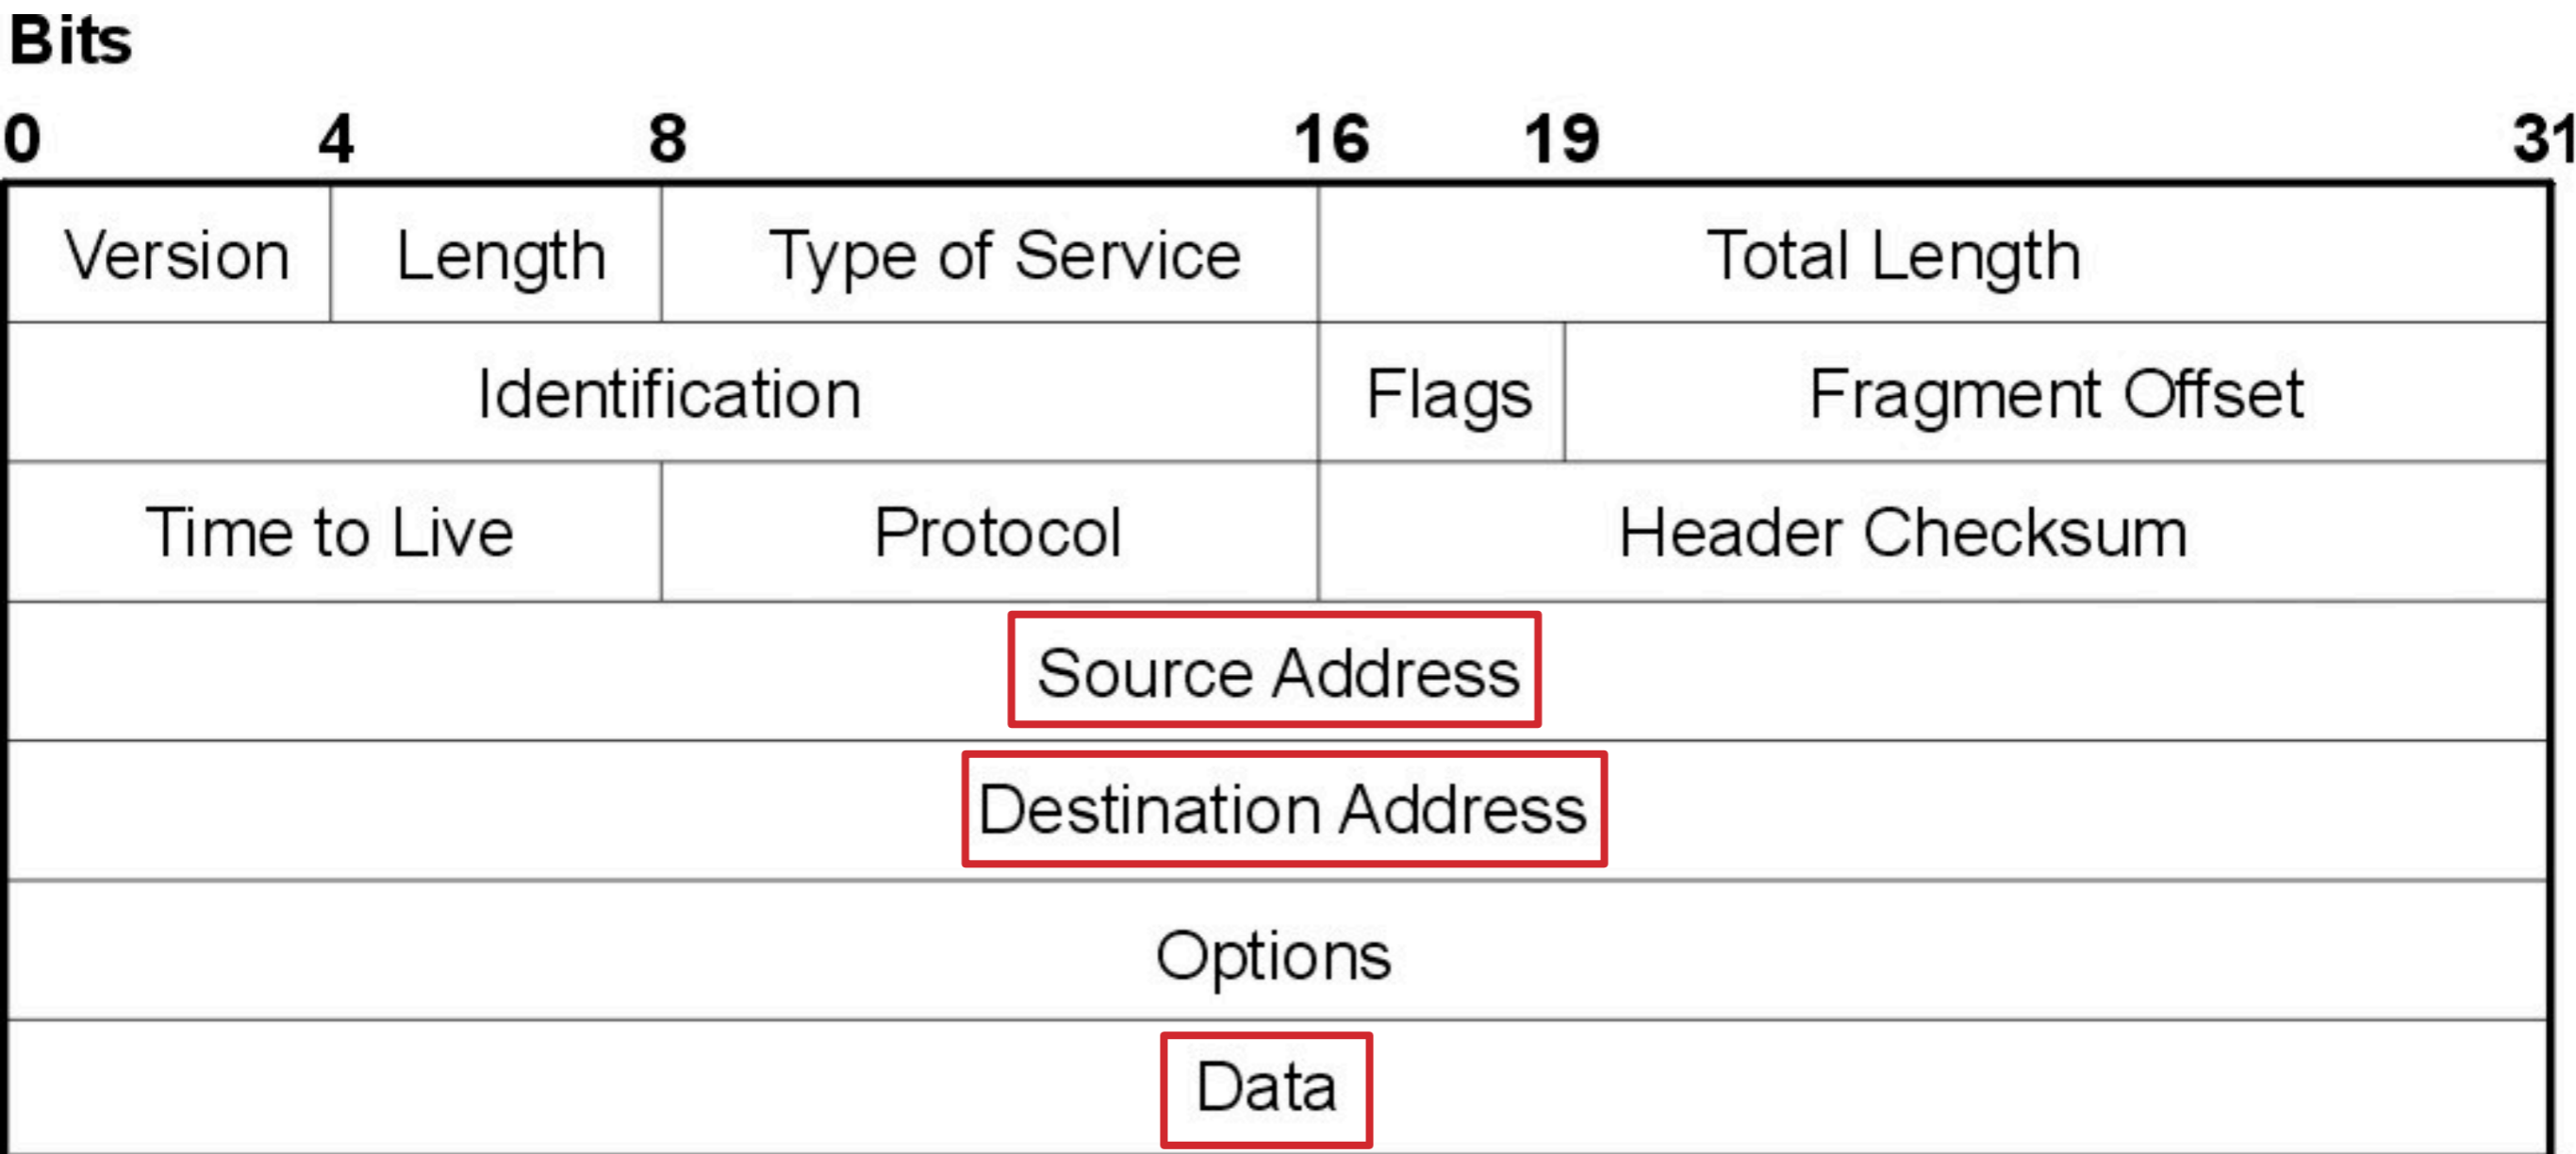 Bits
0 4 8 16 19 31
Version Length Type of Service Total Length
Identification Flags Fragment Offset
Time to Live Protocol Header Checksum
Source Address
Destination Address
Options
Data